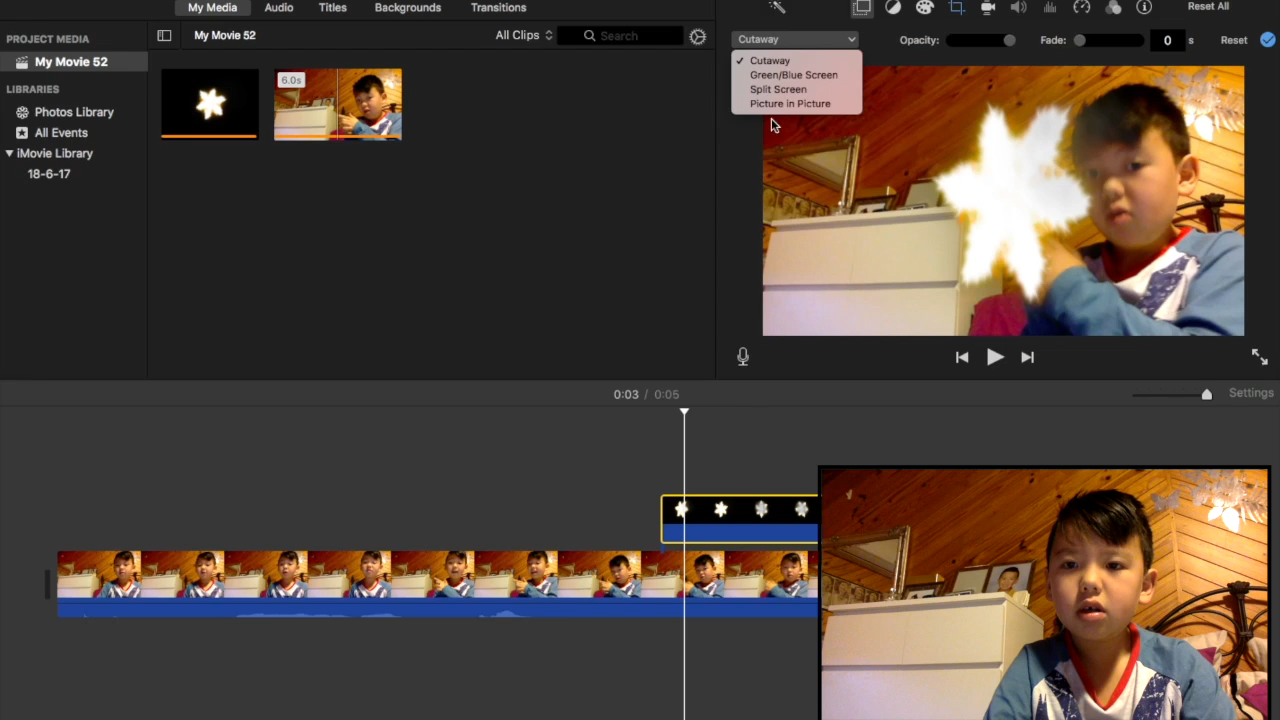 My Media Audio Titles Backgrounds Transitions
Reset All
PROJECT MEDIA
My Movie 52
LIBRARIES
Photos Library
All Events
iMovie Library
18-6-17
My Movie 52
All Clips
Search
6.0s
Cutaway
Opacity:
Fade:
0 s
Reset
Cutaway
Green/Blue Screen
Split Screen
Picture in Picture
0:03 / 0:05
Settings